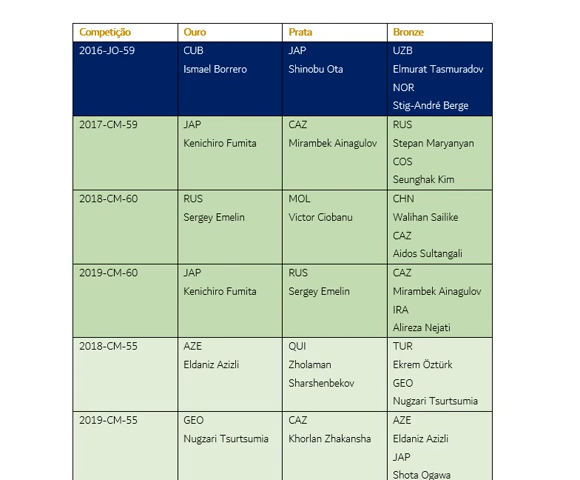 Competição Ouro Prata Bronze
2016-JO-59 CUB JAP UZB
Ismael Borrero Shinobu Ota Elmurat Tasmuradov
NOR
Stig-André Berge
2017-CM-59 JAP CAZ RUS
Kenichiro Fumita Mirambek Ainagulov Stepan Maryanyan
COS
Seunghak Kim
2018-CM-60 RUS MOL CHN
Sergey Emelin Victor Ciobanu Walihan Sailike
CAZ
Aidos Sultangali
2019-CM-60 JAP RUS CAZ
Kenichiro Fumita Sergey Emelin Mirambek Ainagulov
IRA
Alireza Nejati
2018-CM-55 AZE QUI TUR
Eldaniz Azizli Zholaman Ekrem Öztürk
Sharshenbekov GEO
Nugzari Tsurtsumia
2019-CM-55 GEO CAZ AZE
Nugzari Tsurtsumia Khorlan Zhakansha Eldaniz Azizli
JAP
Shota Ogawa